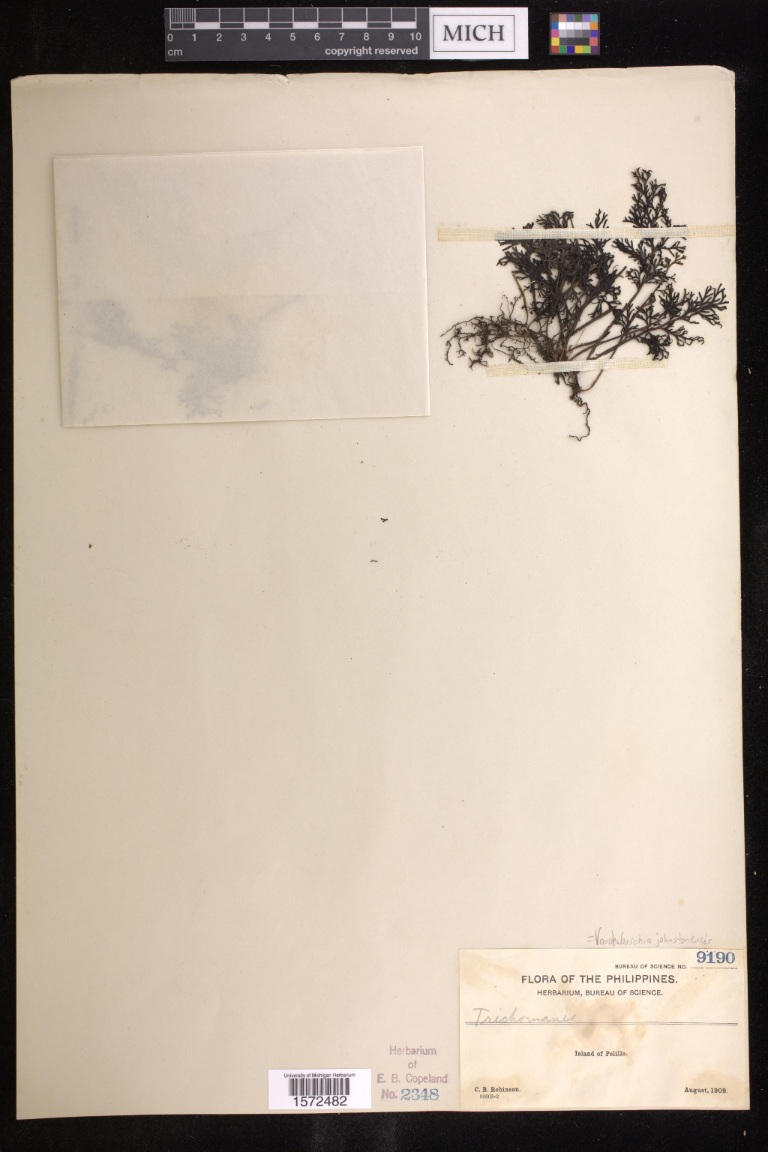 0 1 2 3 4 5 6 7 8 9 10
cm
copyright reserved
MICH
= Vandenboschia johnstonensis
BUREAU OF SCIENCE NO. 9190
FLORA OF THE PHILIPPINES.
HERBARIUM, BUREAU OF SCIENCE.
Trichomanes
Island of Polillo.
C. B. Robinson.
August, 1909.
Herbarium
of
E. B. Copeland
No. 2348
University of Michigan Herbarium
1572482